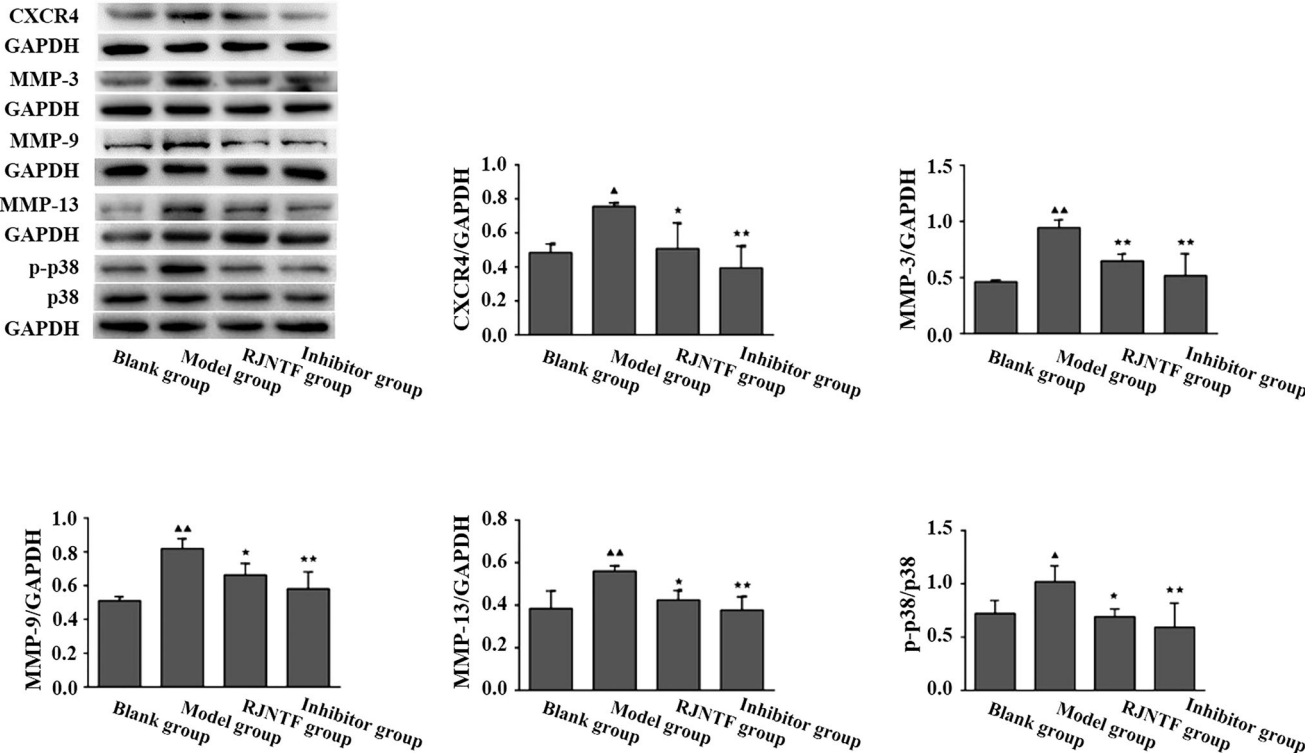 CXCR4
GAPDH
MMP-3
GAPDH
MMP-9
GAPDH
MMP-13
GAPDH
p-p38
p38
GAPDH
Blank group
Model group
RJNTF group
Inhibitor group
CXCR4/GAPDH
1.0
0.8
0.6
0.4
0.2
0.0
▲
★
★★
Blank group
Model group
RJNTF group
Inhibitor group
MMP-3/GAPDH
1.5
1.0
0.5
0.0
▲▲
★★
★★
Blank group
Model group
RJNTF group
Inhibitor group
MMP-9/GAPDH
1.0
0.8
0.6
0.4
0.2
0.0
▲▲
★
★★
Blank group
Model group
RJNTF group
Inhibitor group
MMP-13/GAPDH
0.8
0.6
0.4
0.2
0.0
▲▲
★
★★
Blank group
Model group
RJNTF group
Inhibitor group
p-p38/p38
1.5
1.0
0.5
0.0
▲
★
★★
Blank group
Model group
RJNTF group
Inhibitor group